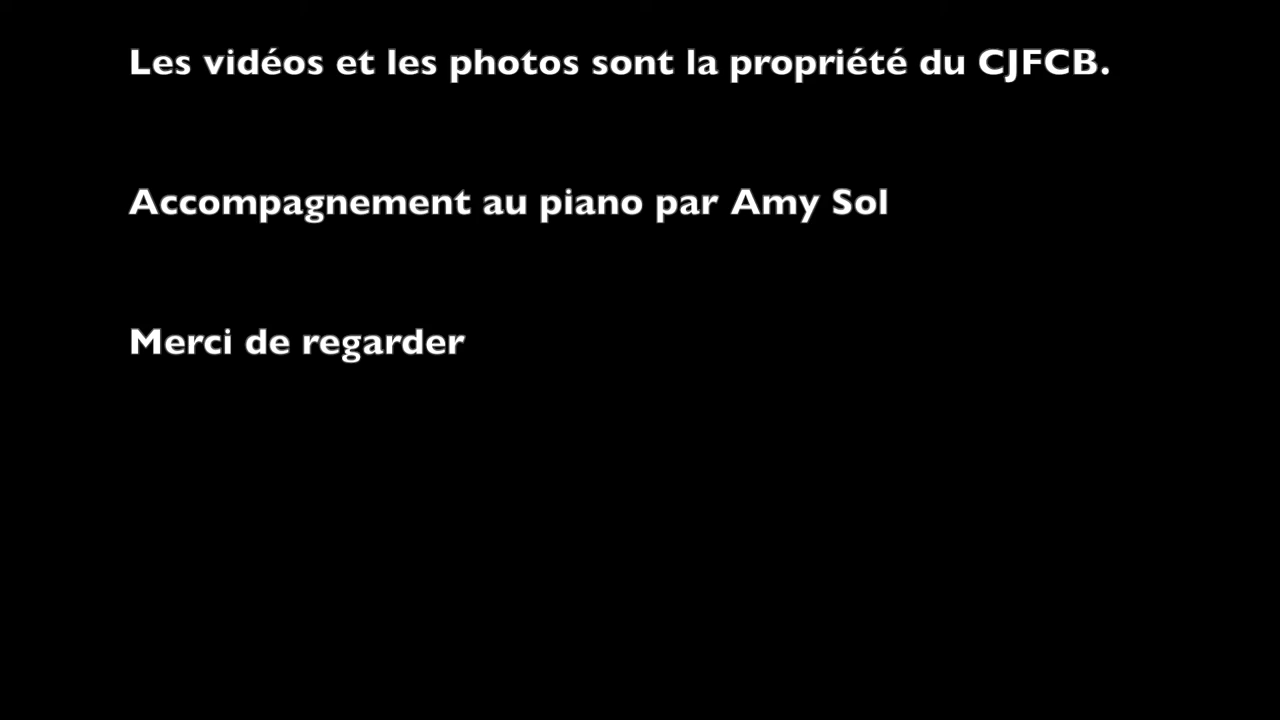 Les vidéos et les photos sont la propriété du CJFCB.
Accompagnement au piano par Amy Sol
Merci de regarder